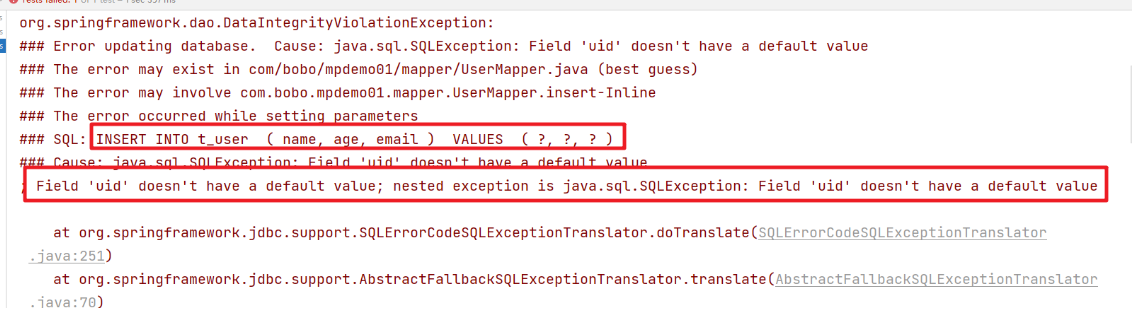 Tests failed: 1 of 1 test – 1 sec 357 ms
org.springframework.dao.DataIntegrityViolationException:
### Error updating database.  Cause: java.sql.SQLException: Field 'uid' doesn't have a default value
### The error may exist in com/bobo/mpdemo01/mapper/UserMapper.java (best guess)
### The error may involve com.bobo.mpdemo01.mapper.UserMapper.insert-Inline
### The error occurred while setting parameters
### SQL: INSERT INTO t_user  ( name, age, email )  VALUES  ( ?, ?, ? )
### Cause: java.sql.SQLException: Field 'uid' doesn't have a default value
; Field 'uid' doesn't have a default value; nested exception is java.sql.SQLException: Field 'uid' doesn't have a default value
at org.springframework.jdbc.support.SQLErrorCodeSQLExceptionTranslator.doTranslate(SQLErrorCodeSQLExceptionTranslator
.java:251)
at org.springframework.jdbc.support.AbstractFallbackSQLExceptionTranslator.translate(AbstractFallbackSQLExceptionTranslator
.java:70)